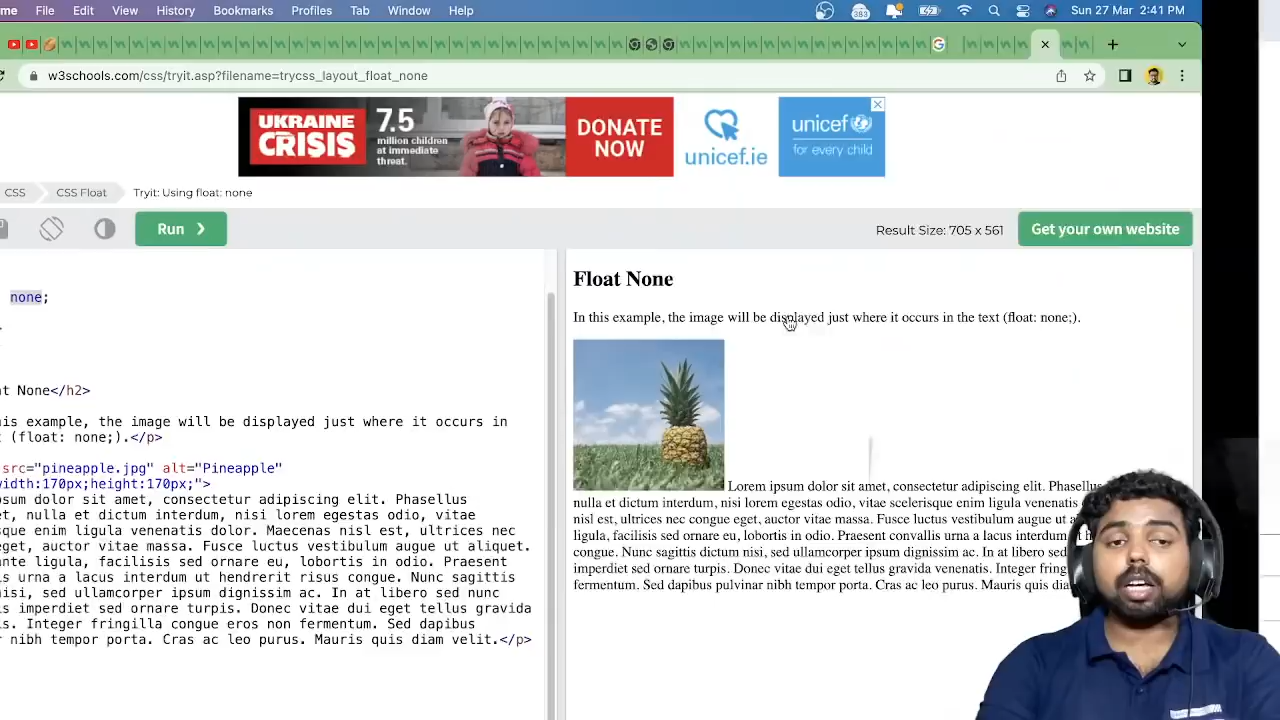 me File Edit View History Bookmarks Profiles Tab Window Help 383 Sun 27 Mar 2:41 PM
w3schools.com/css/tryit.asp?filename=trycss_layout_float_none
UKRAINE
CRISIS
7.5
million children
at immediate
threat.
DONATE
NOW
unicef.ie
unicef
for every child
CSS CSS Float Tryit: Using float: none
Run ❯ Result Size: 705 x 561 Get your own website
none;
t None</h2>
his example, the image will be displayed just where it occurs in
t (float: none;).</p>
src="pineapple.jpg" alt="Pineapple"
width:170px;height:170px;">
psum dolor sit amet, consectetur adipiscing elit. Phasellus
et, nulla et dictum interdum, nisi lorem egestas odio, vitae
sque enim ligula venenatis dolor. Maecenas nisl est, ultrices nec
eget, auctor vitae massa. Fusce luctus vestibulum augue ut aliquet.
ante ligula, facilisis sed ornare eu, lobortis in odio. Praesent
is urna a lacus interdum ut hendrerit risus congue. Nunc sagittis
nisi, sed ullamcorper ipsum dignissim ac. In at libero sed nunc
is imperdiet sed ornare turpis. Donec vitae dui eget tellus gravida
s. Integer fringilla congue eros non fermentum. Sed dapibus
r nibh tempor porta. Cras ac leo purus. Mauris quis diam velit.</p>
Float None
In this example, the image will be displayed just where it occurs in the text (float: none;).
Lorem ipsum dolor sit amet, consectetur adipiscing elit. Phasellus
nulla et dictum interdum, nisi lorem egestas odio, vitae scelerisque enim ligula venenatis
nisl est, ultrices nec congue eget, auctor vitae massa. Fusce luctus vestibulum augue ut
ligula, facilisis sed ornare eu, lobortis in odio. Praesent convallis urna a lacus interdum
congue. Nunc sagittis dictum nisi, sed ullamcorper ipsum dignissim ac. In at libero sed
imperdiet sed ornare turpis. Donec vitae dui eget tellus gravida venenatis. Integer
fermentum. Sed dapibus pulvinar nibh tempor porta. Cras ac leo purus. Mauris quis